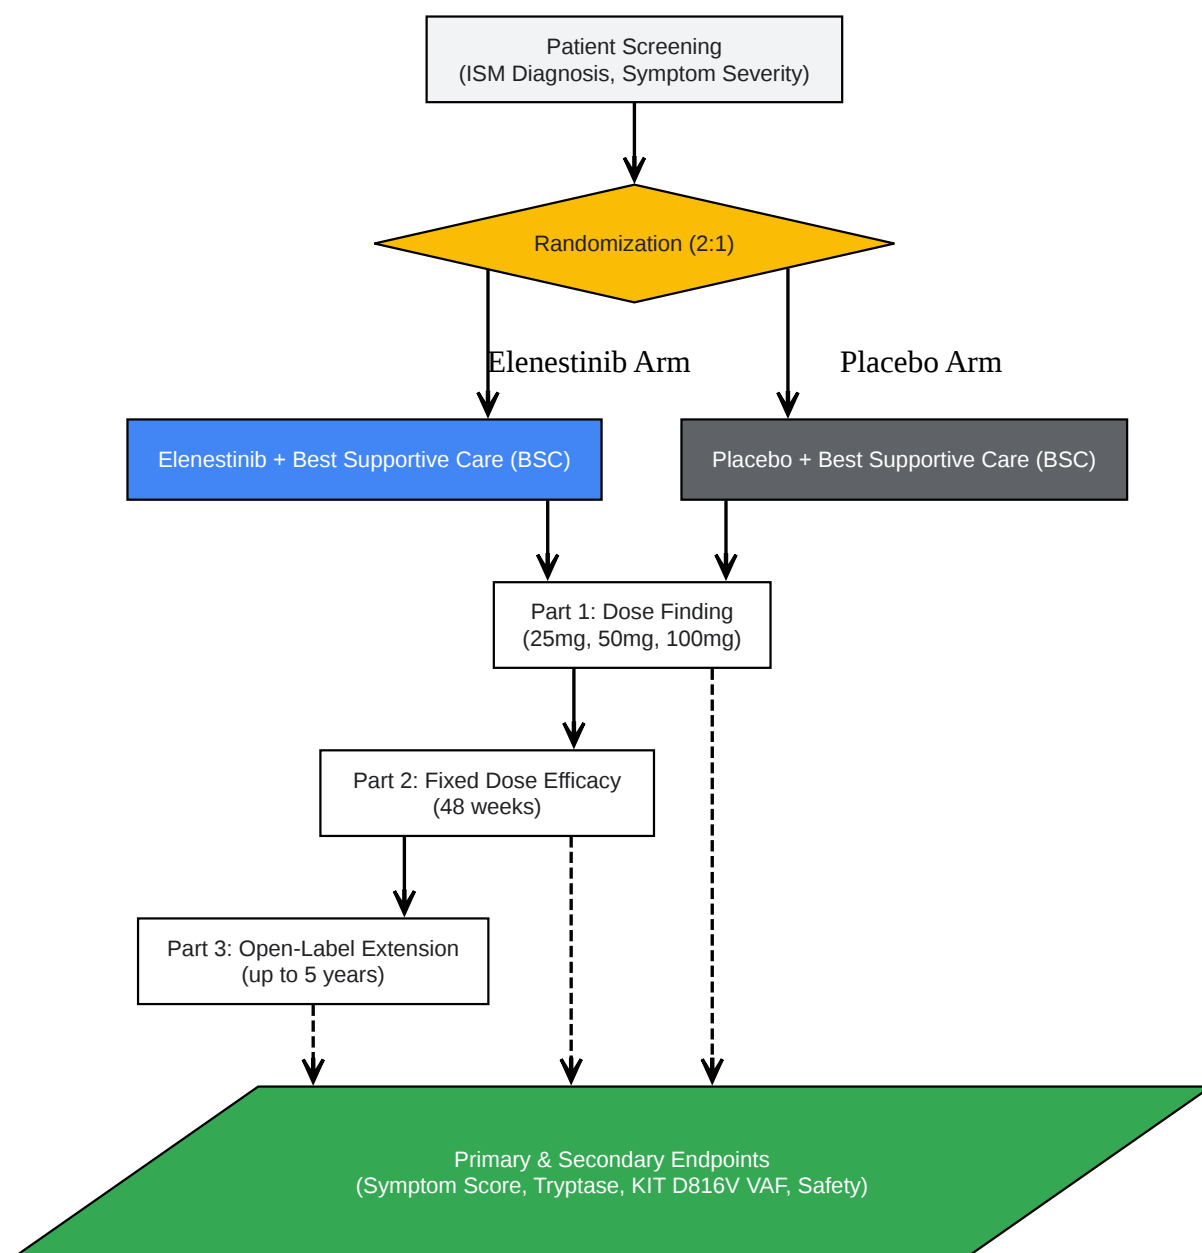 Patient Screening
(ISM Diagnosis, Symptom Severity)
Randomization (2:1)
Elenestinib Arm
Placebo Arm
Elenestinib + Best Supportive Care (BSC)
Placebo + Best Supportive Care (BSC)
Part 1: Dose Finding
(25mg, 50mg, 100mg)
Part 2: Fixed Dose Efficacy
(48 weeks)
Part 3: Open-Label Extension
(up to 5 years)
Primary & Secondary Endpoints
(Symptom Score, Tryptase, KIT D816V VAF, Safety)